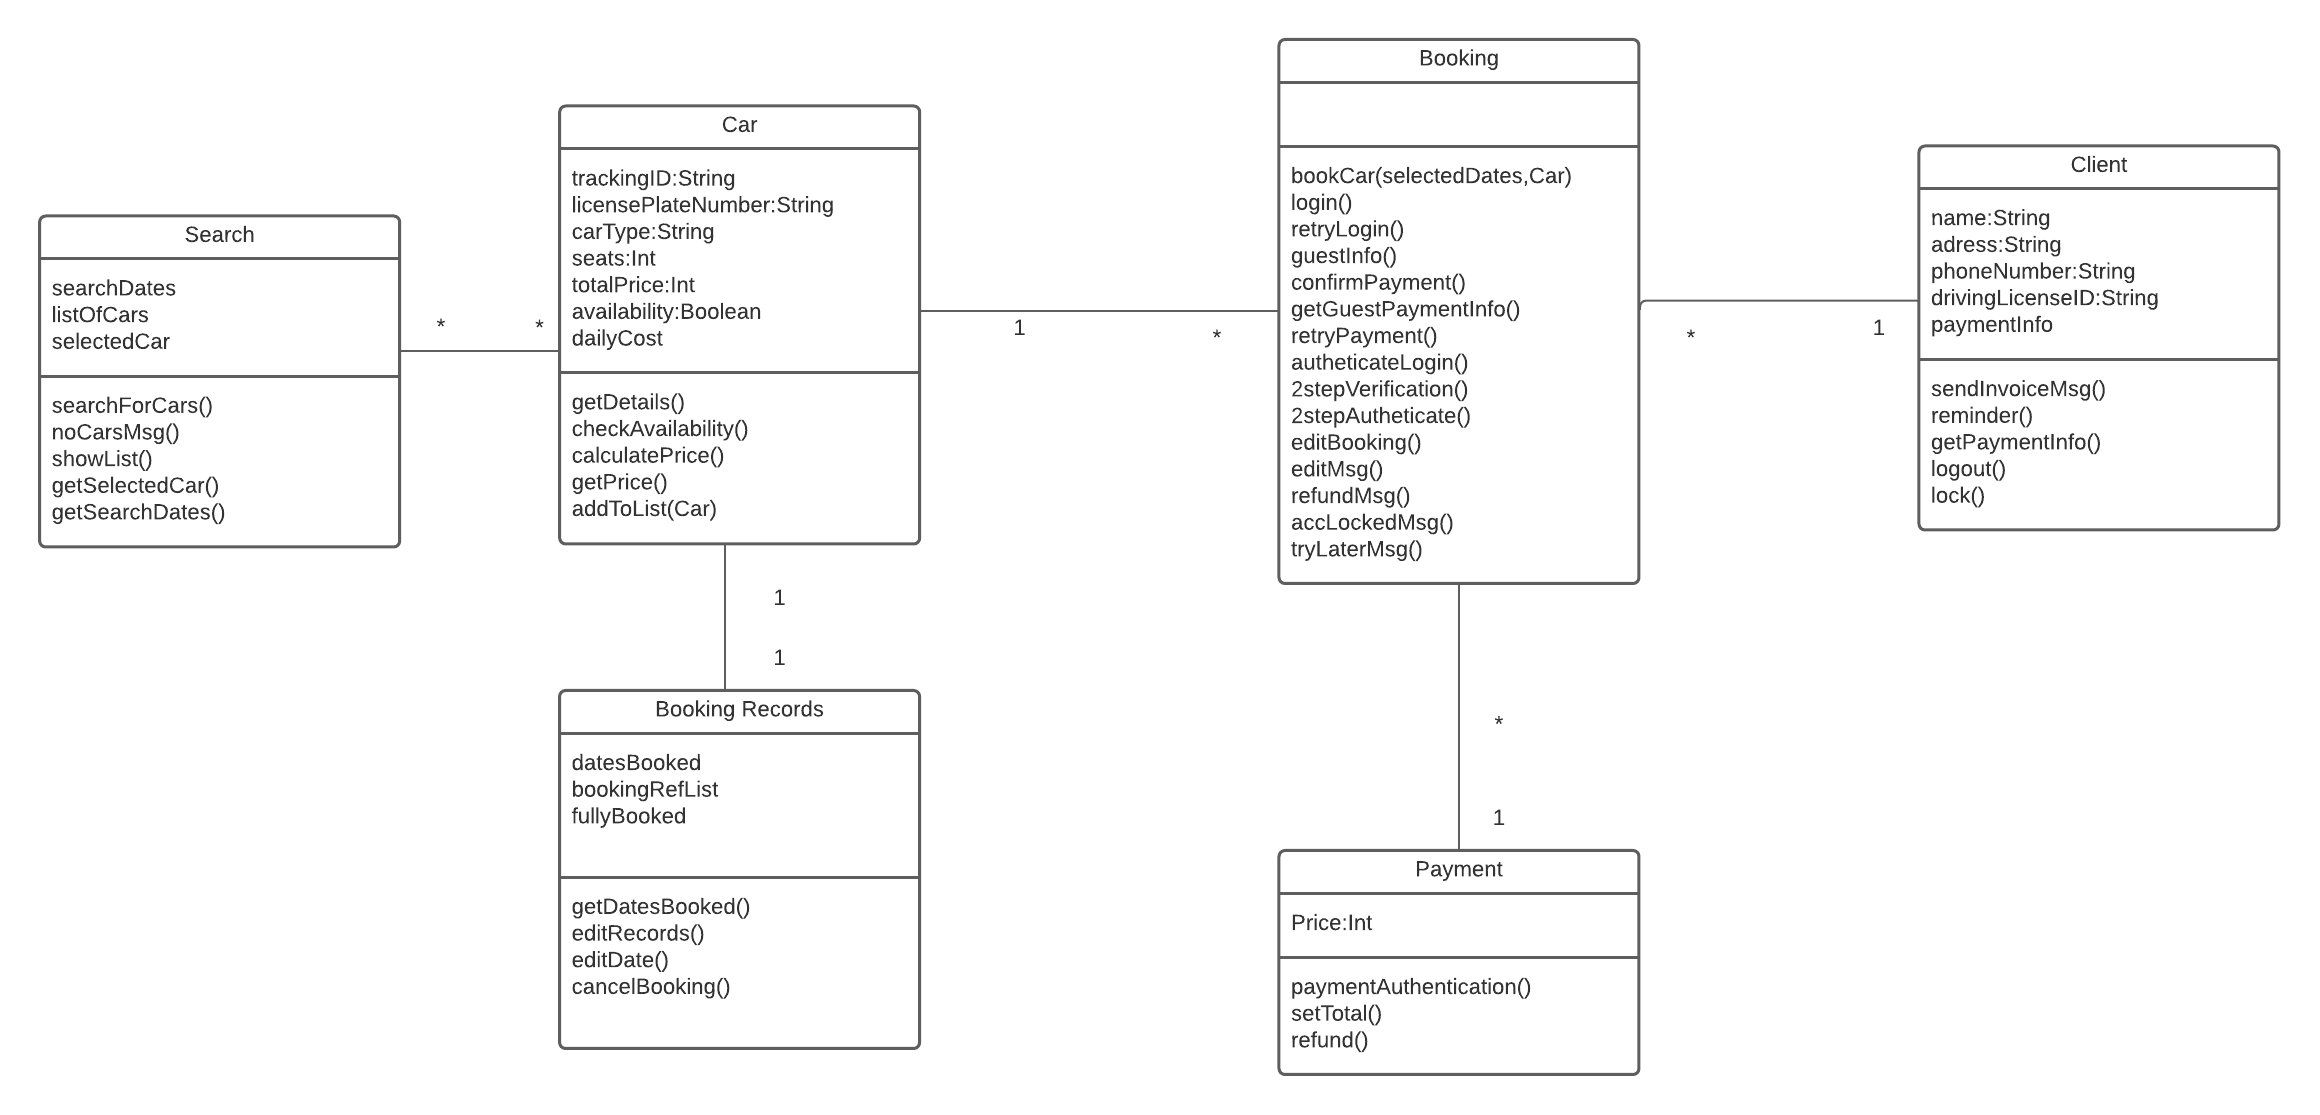 Search
searchDates
listOfCars
selectedCar
searchForCars()
noCarsMsg()
showList()
getSelectedCar()
getSearchDates()
*
*
Car
trackingID:String
licensePlateNumber:String
carType:String
seats:Int
totalPrice:Int
availability:Boolean
dailyCost
getDetails()
checkAvailability()
calculatePrice()
getPrice()
addToList(Car)
1
1
Booking Records
datesBooked
bookingRefList
fullyBooked
getDatesBooked()
editRecords()
editDate()
cancelBooking()
1
*
Booking
bookCar(selectedDates,Car)
login()
retryLogin()
guestInfo()
confirmPayment()
getGuestPaymentInfo()
retryPayment()
autheticateLogin()
2stepVerification()
2stepAutheticate()
editBooking()
editMsg()
refundMsg()
accLockedMsg()
tryLaterMsg()
*
1
Payment
Price:Int
paymentAuthentication()
setTotal()
refund()
*
1
Client
name:String
adress:String
phoneNumber:String
drivingLicenseID:String
paymentInfo
sendInvoiceMsg()
reminder()
getPaymentInfo()
logout()
lock()